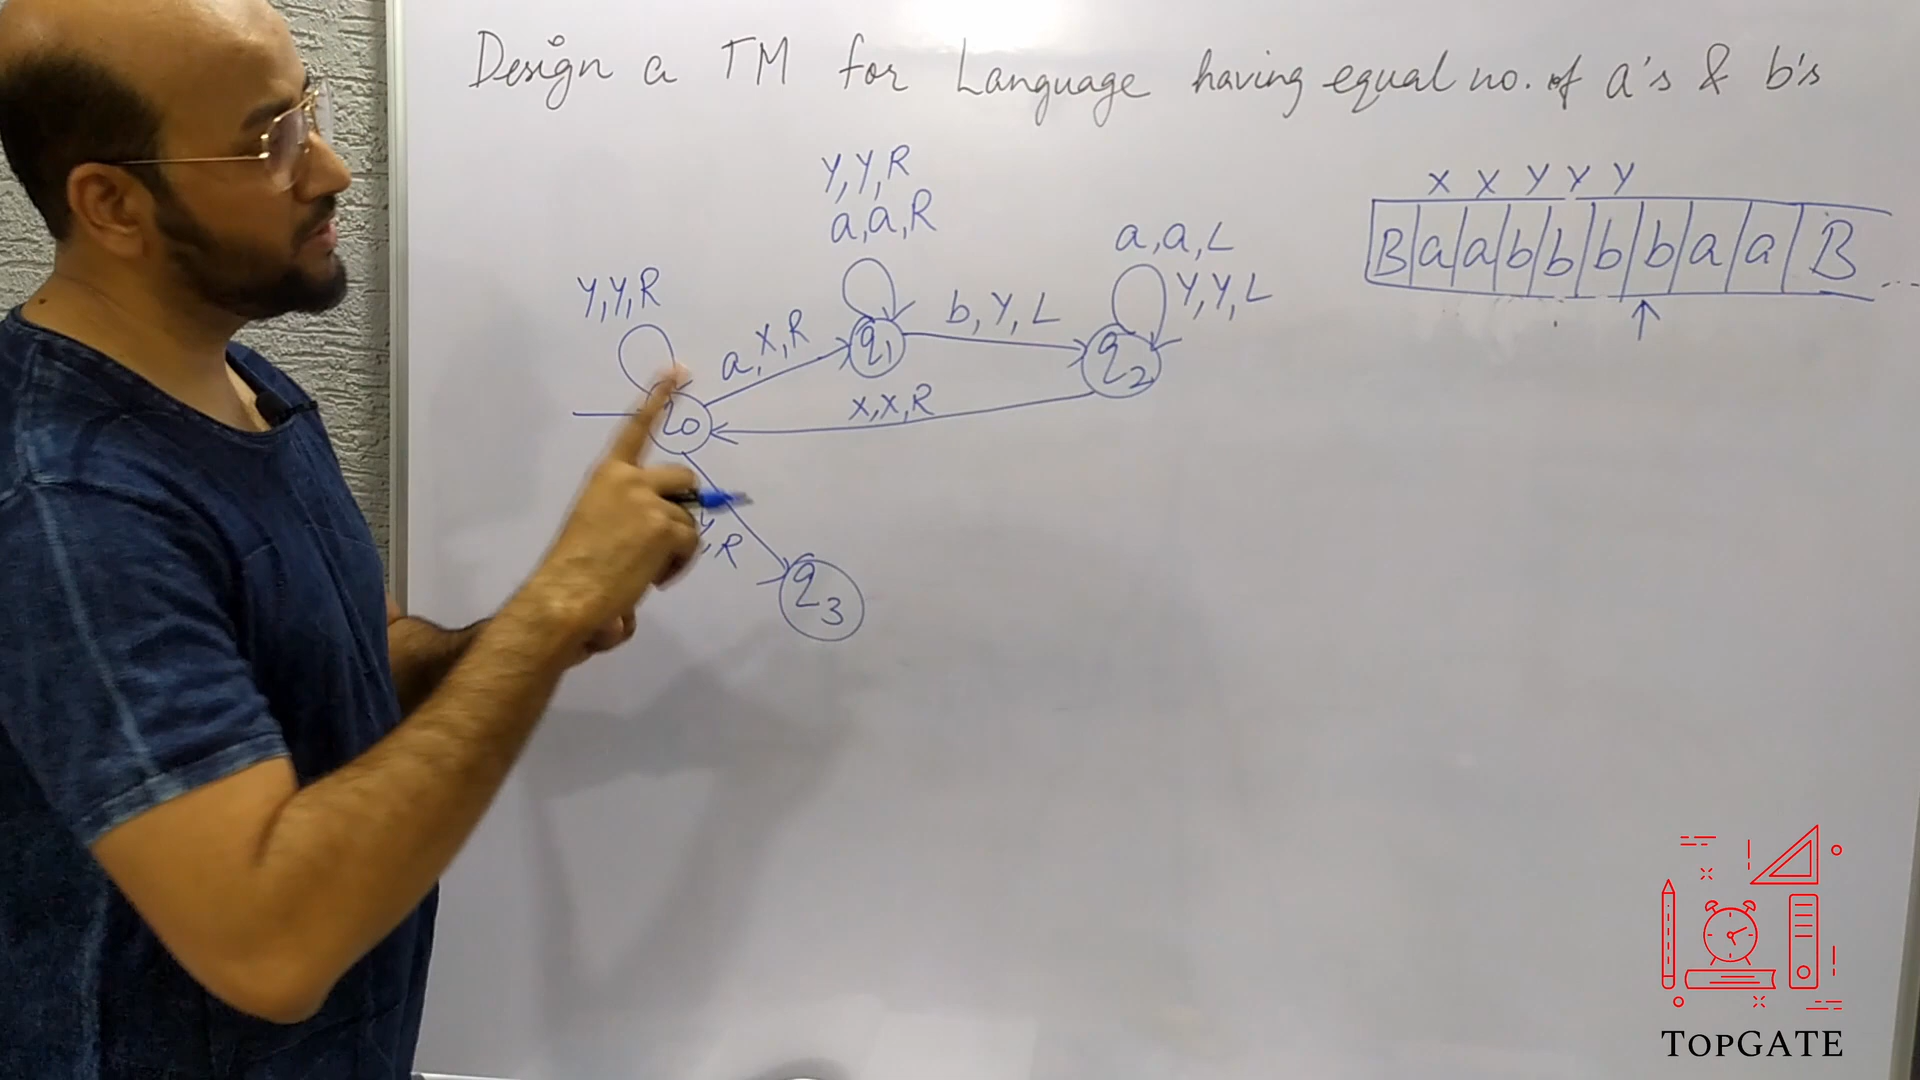 Design a TM for Language having equal no. of a's & b's
Y,Y,R
a,a,R
X X Y Y Y
B a a b b b b a a B ...
a,a,L
Y,Y,L
Y,Y,R
a,X,R
q1
b,Y,L
q2
X,X,R
q0
,R
q3
TOPGATE